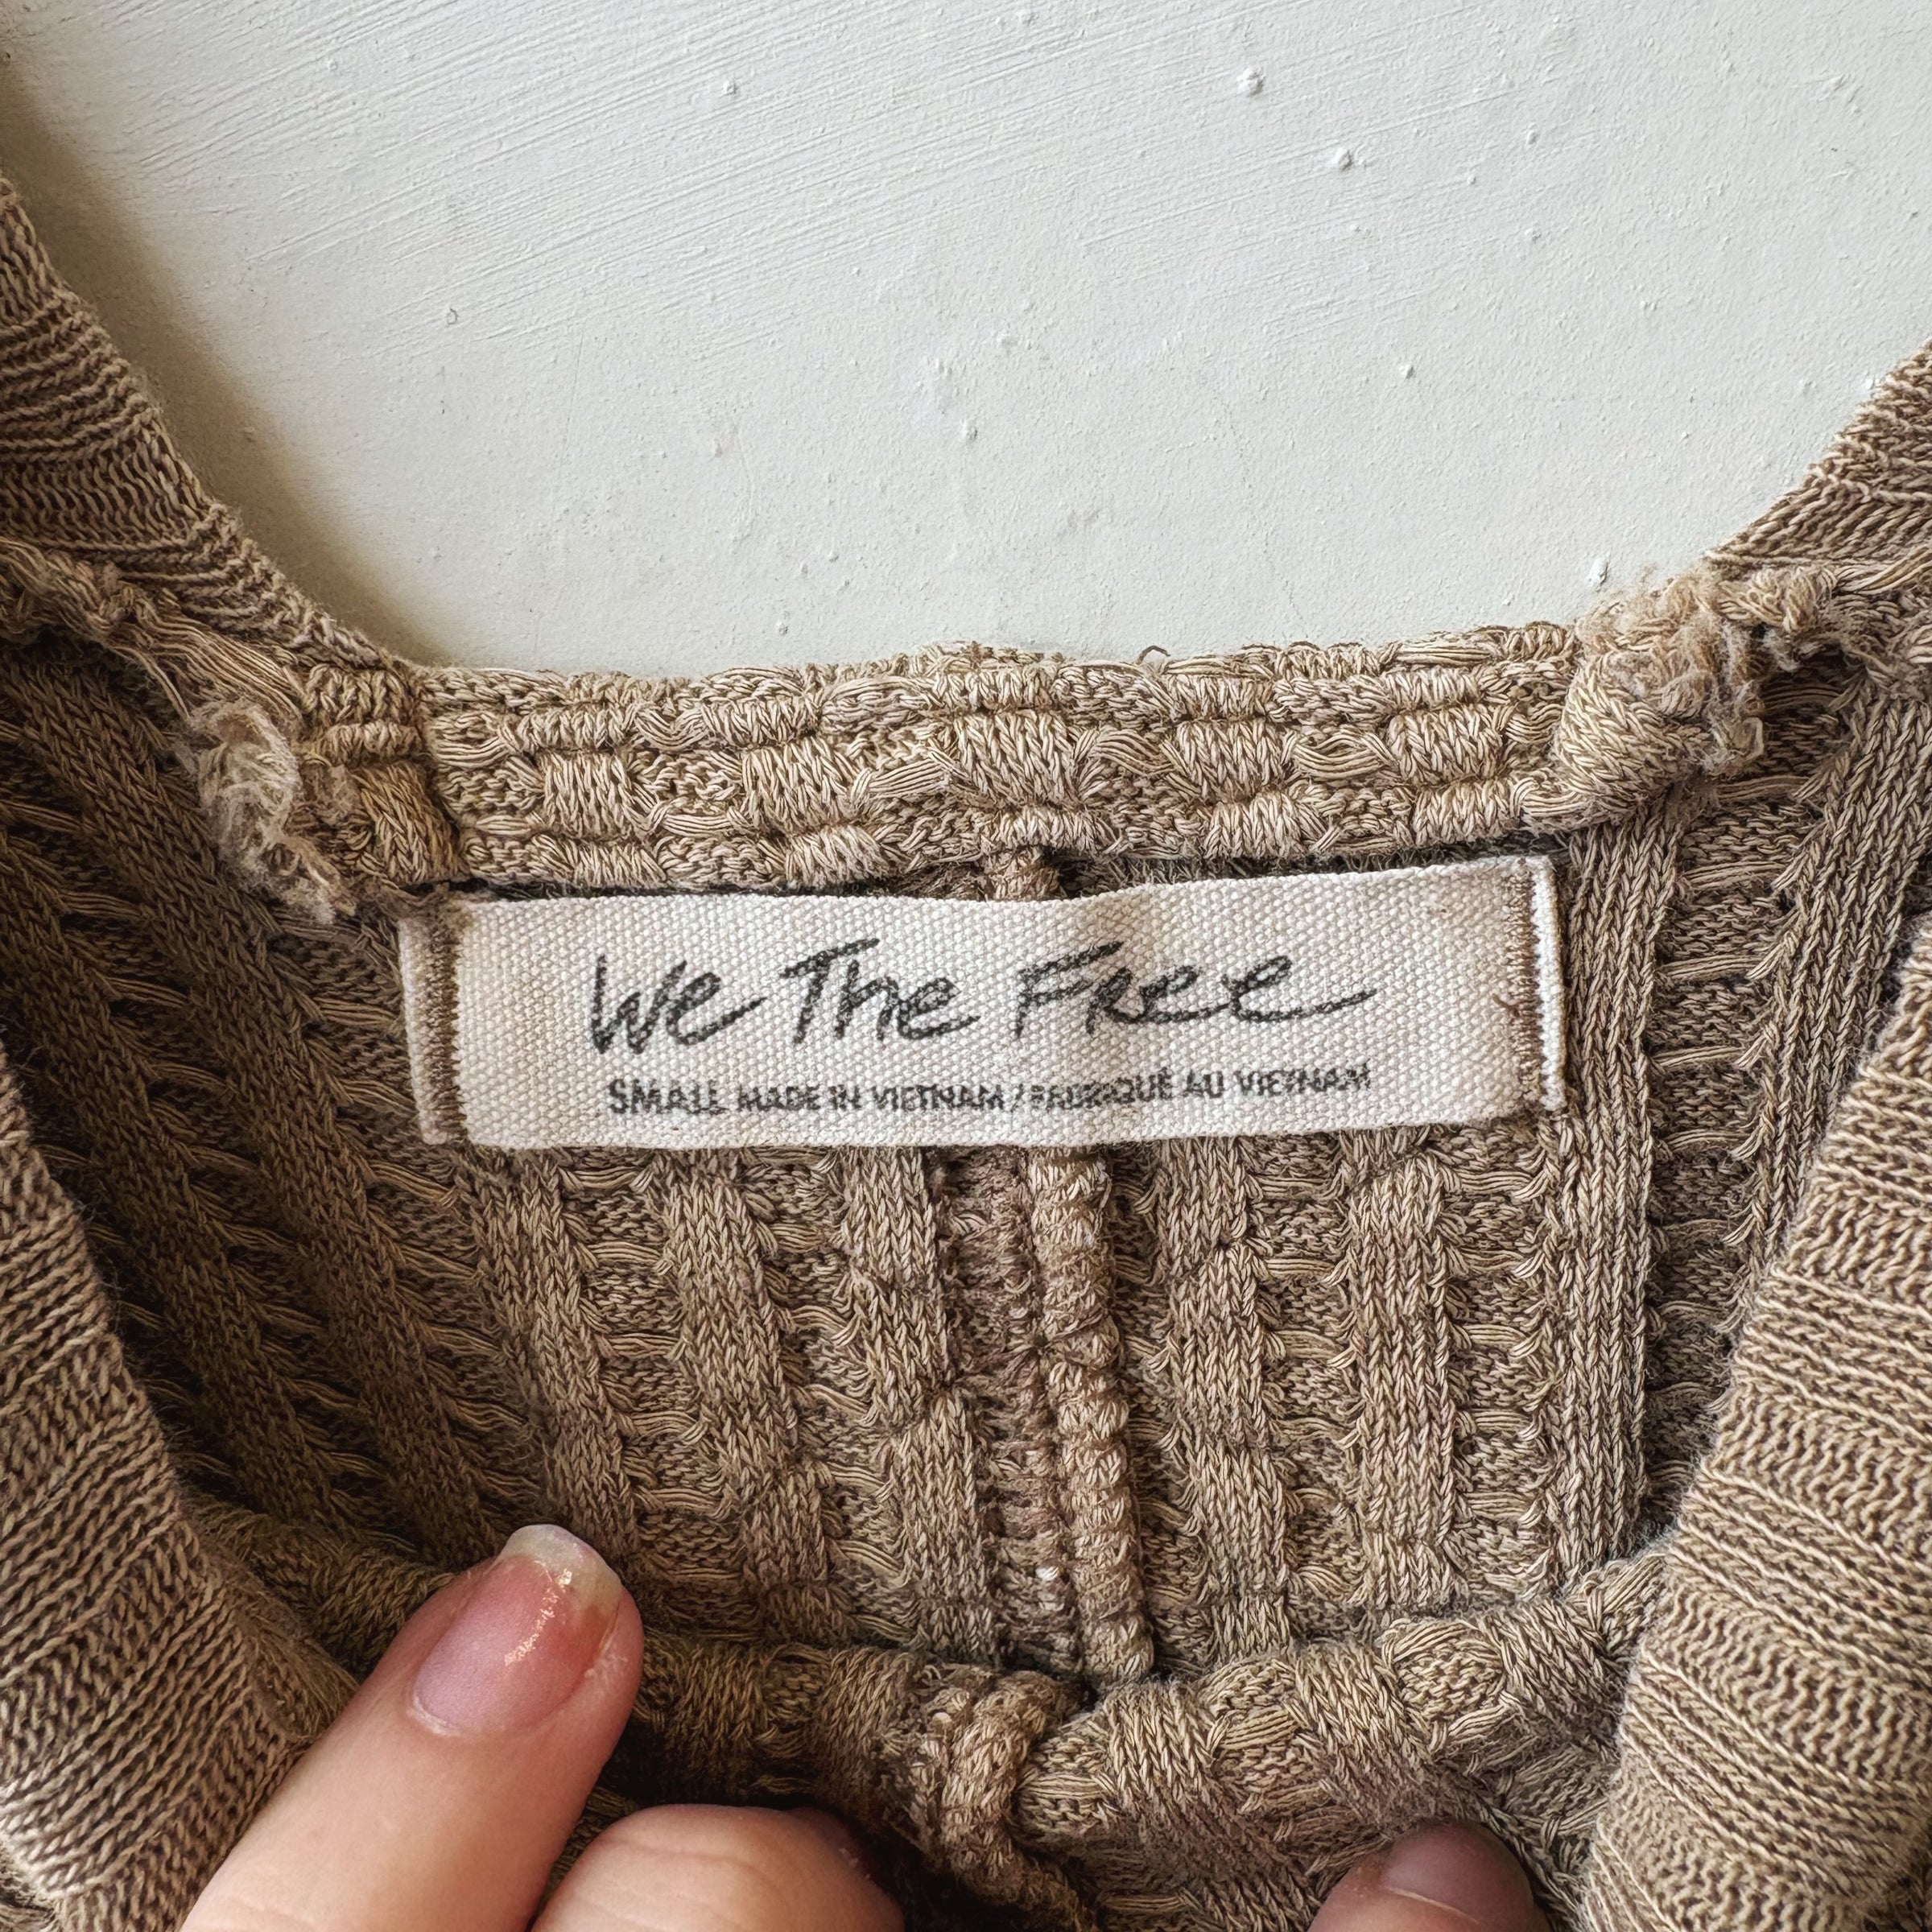 We The Free
SMALL MADE IN VIETNAM / FABRIQUÉ AU VIETNAM